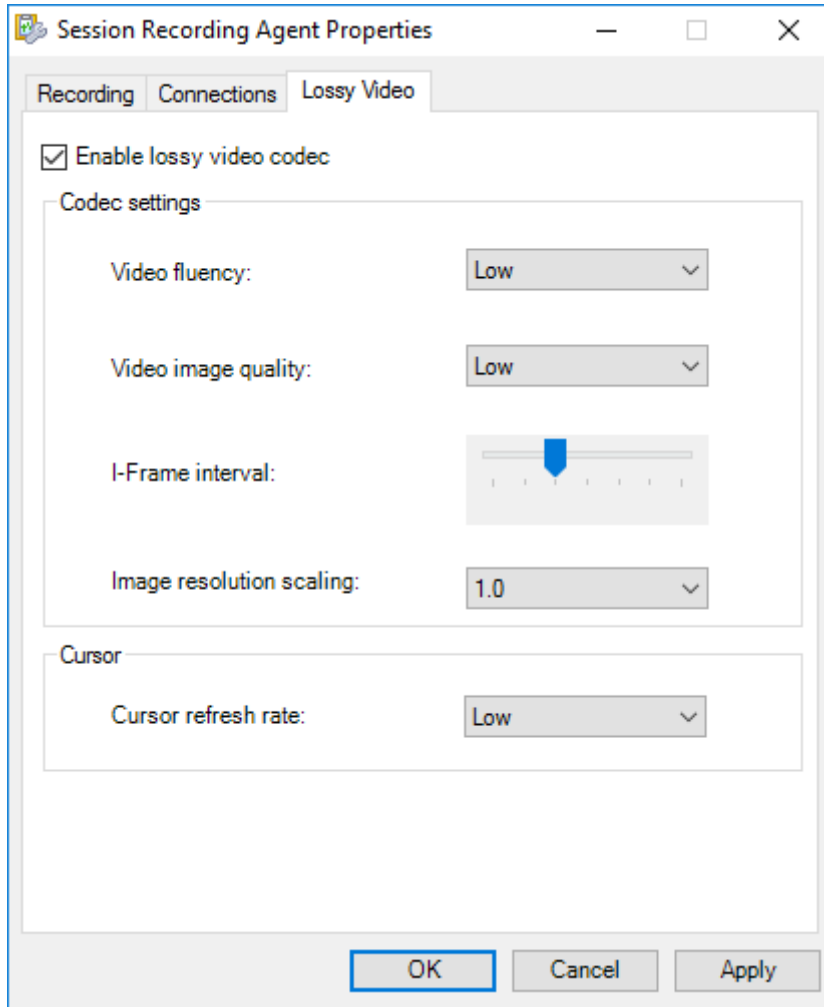 Session Recording Agent Properties
Recording Connections Lossy Video
Enable lossy video codec
Codec settings
Video fluency: Low
Video image quality: Low
I-Frame interval:
Image resolution scaling: 1.0
Cursor
Cursor refresh rate: Low
OK Cancel Apply